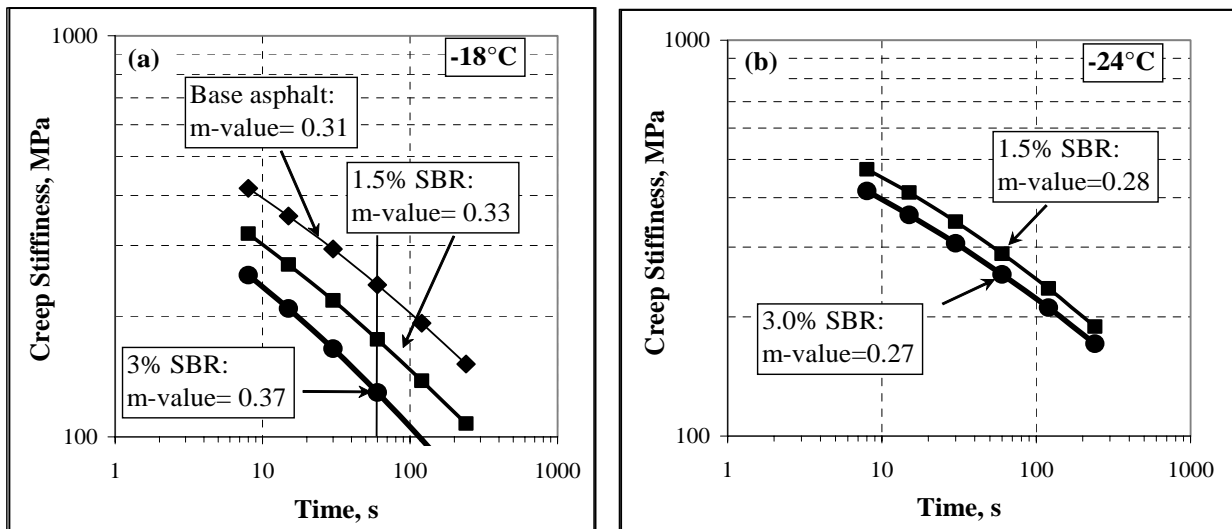 (a)
-18°C
Base asphalt:
m-value= 0.31
1.5% SBR:
m-value= 0.33
3% SBR:
m-value= 0.37
Creep Stiffness, MPa
1000
100
1
10
100
1000
Time, s
(b)
-24°C
1.5% SBR:
m-value=0.28
3.0% SBR:
m-value=0.27
Creep Stiffness, MPa
1000
100
1
10
100
1000
Time, s